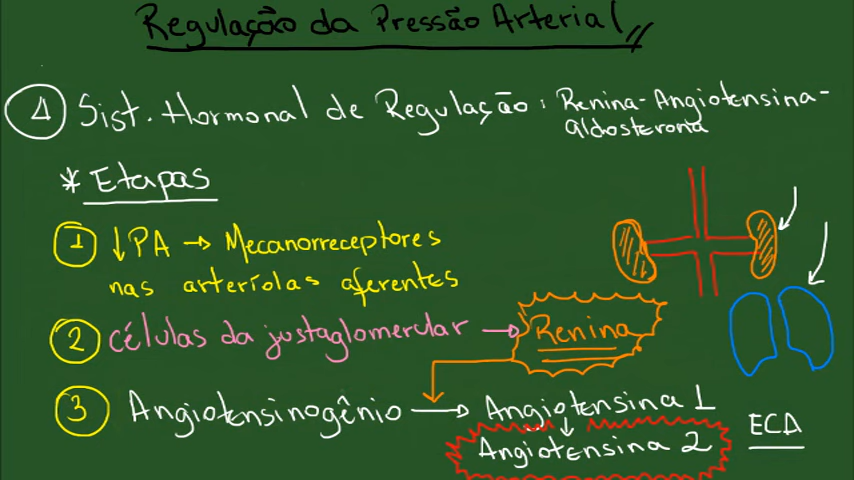 Regulação da Pressão Arterial
4 Sist. Hormonal de Regulação: Renina-Angiotensina-
aldosterona
* Etapas
1 ↓PA → Mecanorreceptores
nas arteríolas aferentes
2 células da justaglomerular → Renina
3 Angiotensinogênio → Angiotensina 1
↓
Angiotensina 2
ECA